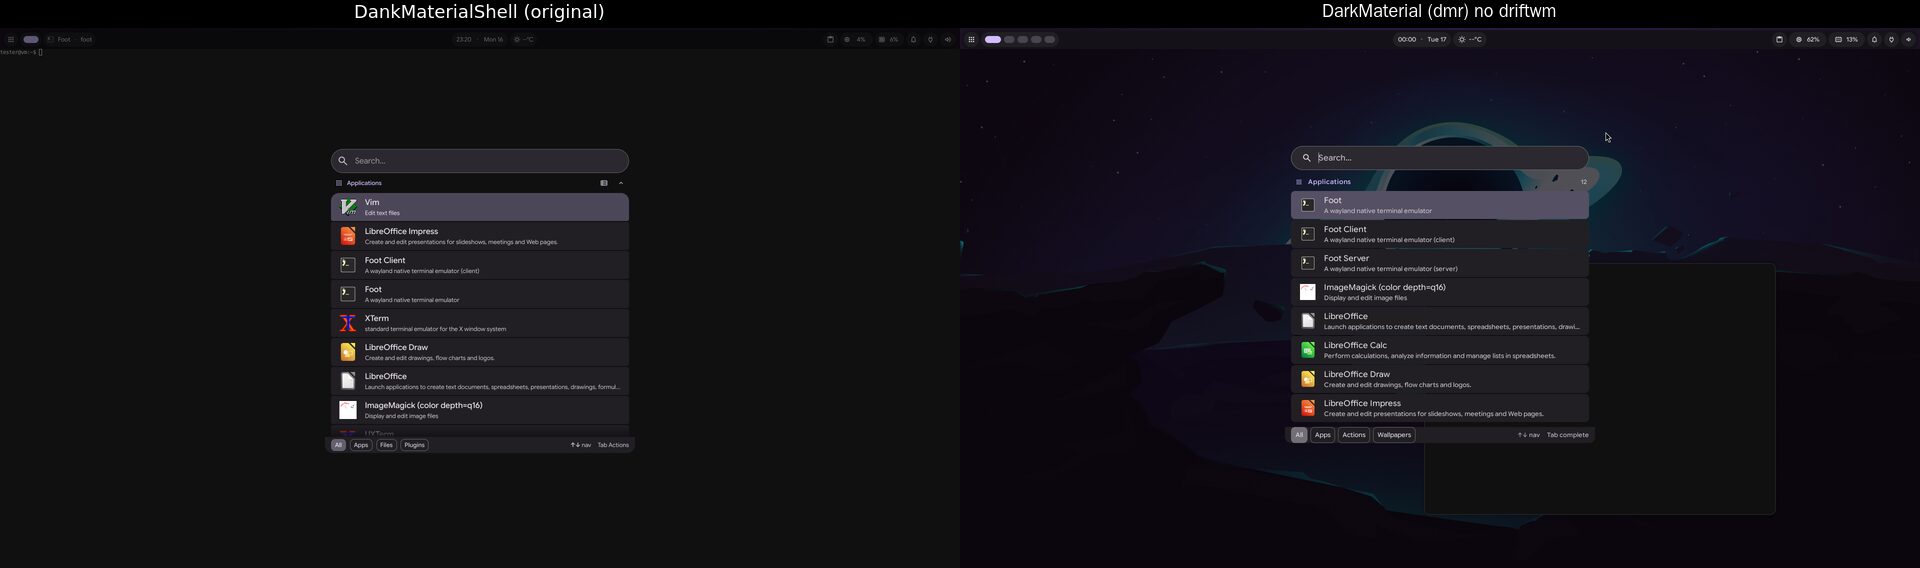 DankMaterialShell (original)
Foot · foot
23:20 · Mon 16 --°C
4% 6%
tester@vm:~$
Search...
Applications
Vim
Edit text files
LibreOffice Impress
Create and edit presentations for slideshows, meetings and Web pages.
Foot Client
A wayland native terminal emulator (client)
Foot
A wayland native terminal emulator
XTerm
standard terminal emulator for the X window system
LibreOffice Draw
Create and edit drawings, flow charts and logos.
LibreOffice
Launch applications to create text documents, spreadsheets, presentations, drawings, formul...
ImageMagick (color depth=q16)
Display and edit image files
UXTerm
All Apps Files Plugins ↑↓ nav Tab Actions
DarkMaterial (dmr) no driftwm
00:00 · Tue 17 --°C
62% 13%
Search...
Applications 12
Foot
A wayland native terminal emulator
Foot Client
A wayland native terminal emulator (client)
Foot Server
A wayland native terminal emulator (server)
ImageMagick (color depth=q16)
Display and edit image files
LibreOffice
Launch applications to create text documents, spreadsheets, presentations, drawi...
LibreOffice Calc
Perform calculations, analyze information and manage lists in spreadsheets.
LibreOffice Draw
Create and edit drawings, flow charts and logos.
LibreOffice Impress
Create and edit presentations for slideshows, meetings and Web pages.
All Apps Actions Wallpapers ↑↓ nav Tab complete